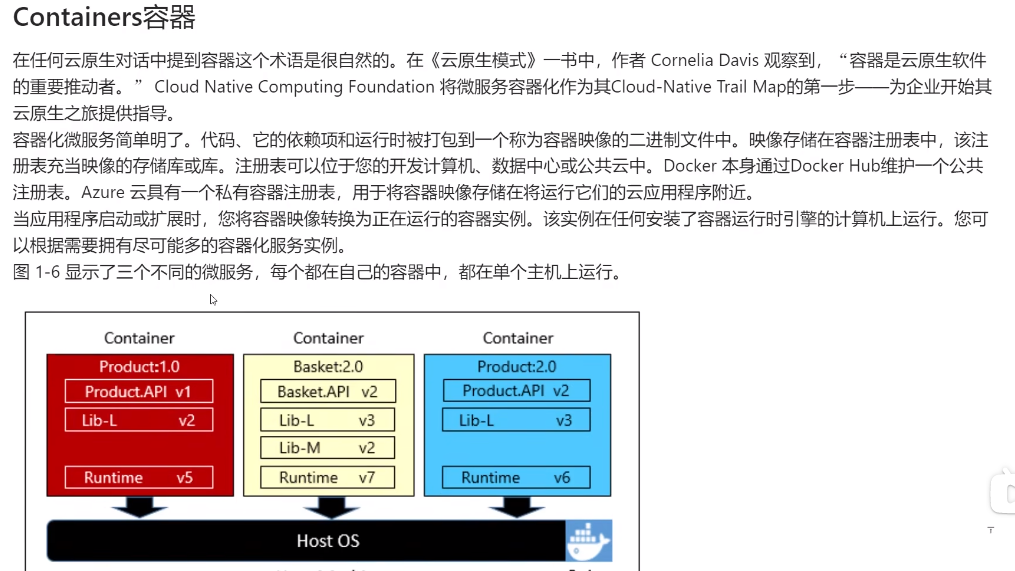 Containers容器
在任何云原生对话中提到容器这个术语是很自然的。在《云原生模式》一书中，作者 Cornelia Davis 观察到，“容器是云原生软件
的重要推动者。” Cloud Native Computing Foundation 将微服务容器化作为其Cloud-Native Trail Map的第一步——为企业开始其
云原生之旅提供指导。
容器化微服务简单明了。代码、它的依赖项和运行时被打包到一个称为容器映像的二进制文件中。映像存储在容器注册表中，该注
册表充当映像的存储库或库。注册表可以位于您的开发计算机、数据中心或公共云中。Docker 本身通过Docker Hub维护一个公共
注册表。Azure 云具有一个私有容器注册表，用于将容器映像存储在将运行它们的云应用程序附近。
当应用程序启动或扩展时，您将容器映像转换为正在运行的容器实例。该实例在任何安装了容器运行时引擎的计算机上运行。您可
以根据需要拥有尽可能多的容器化服务实例。
图 1-6 显示了三个不同的微服务，每个都在自己的容器中，都在单个主机上运行。
Container Container Container
Product:1.0 Basket:2.0 Product:2.0
Product.API v1 Basket.API v2 Product.API v2
Lib-L v2 Lib-L v3 Lib-L v3
Lib-M v2
Runtime v5 Runtime v7 Runtime v6
Host OS